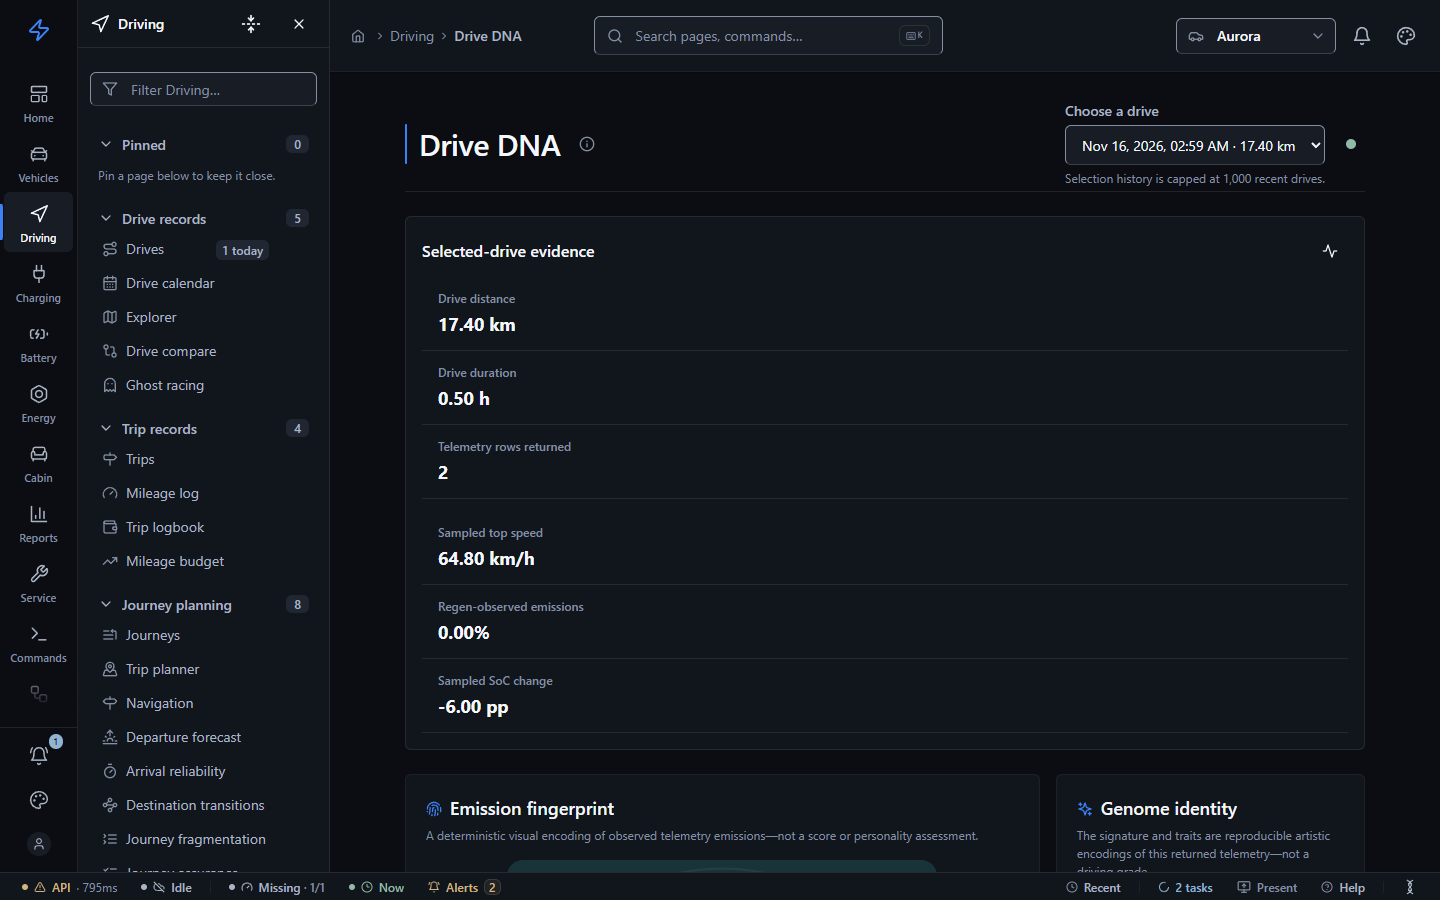 Driving
Driving
Drive DNA
Search pages, commands...
K
Aurora
Home
Vehicles
Driving
Charging
Battery
Energy
Cabin
Reports
Service
Commands
1
Filter Driving...
Pinned
0
Pin a page below to keep it close.
Drive records
5
Drives
1 today
Drive calendar
Explorer
Drive compare
Ghost racing
Trip records
4
Trips
Mileage log
Trip logbook
Mileage budget
Journey planning
8
Journeys
Trip planner
Navigation
Departure forecast
Arrival reliability
Destination transitions
Journey fragmentation
Drive DNA
Choose a drive
Nov 16, 2026, 02:59 AM · 17.40 km
Selection history is capped at 1,000 recent drives.
Selected-drive evidence
Drive distance
17.40 km
Drive duration
0.50 h
Telemetry rows returned
2
Sampled top speed
64.80 km/h
Regen-observed emissions
0.00%
Sampled SoC change
-6.00 pp
Emission fingerprint
A deterministic visual encoding of observed telemetry emissions—not a score or personality assessment.
Genome identity
The signature and traits are reproducible artistic
encodings of this returned telemetry—not a
driving grade.
API · 795ms
Idle
Missing · 1/1
Now
Alerts 2
Recent
2 tasks
Present
Help